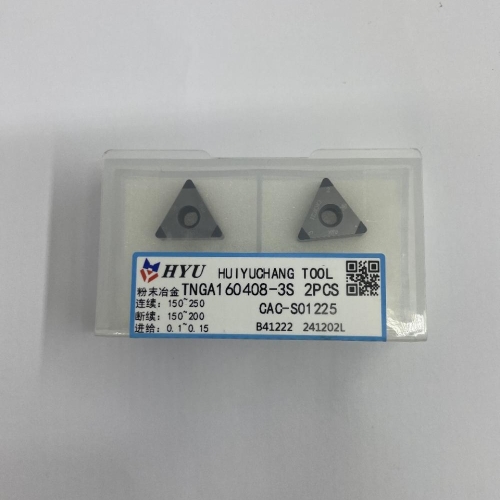 HYU HUIYUCHANG TOOL
粉末冶金 TNGA160408-3S 2PCS
连续: 150~250 CAC-S01225
断续: 150~200
进给: 0.1~0.15 B41222 241202L